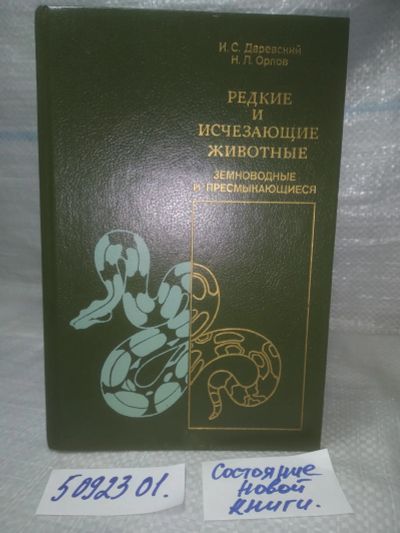 И. С. Даревский
Н. Л. Орлов
РЕДКИЕ
И
ИСЧЕЗАЮЩИЕ
ЖИВОТНЫЕ
ЗЕМНОВОДНЫЕ
И ПРЕСМЫКАЮЩИЕСЯ
5092301.
Состояние
новой
книги.